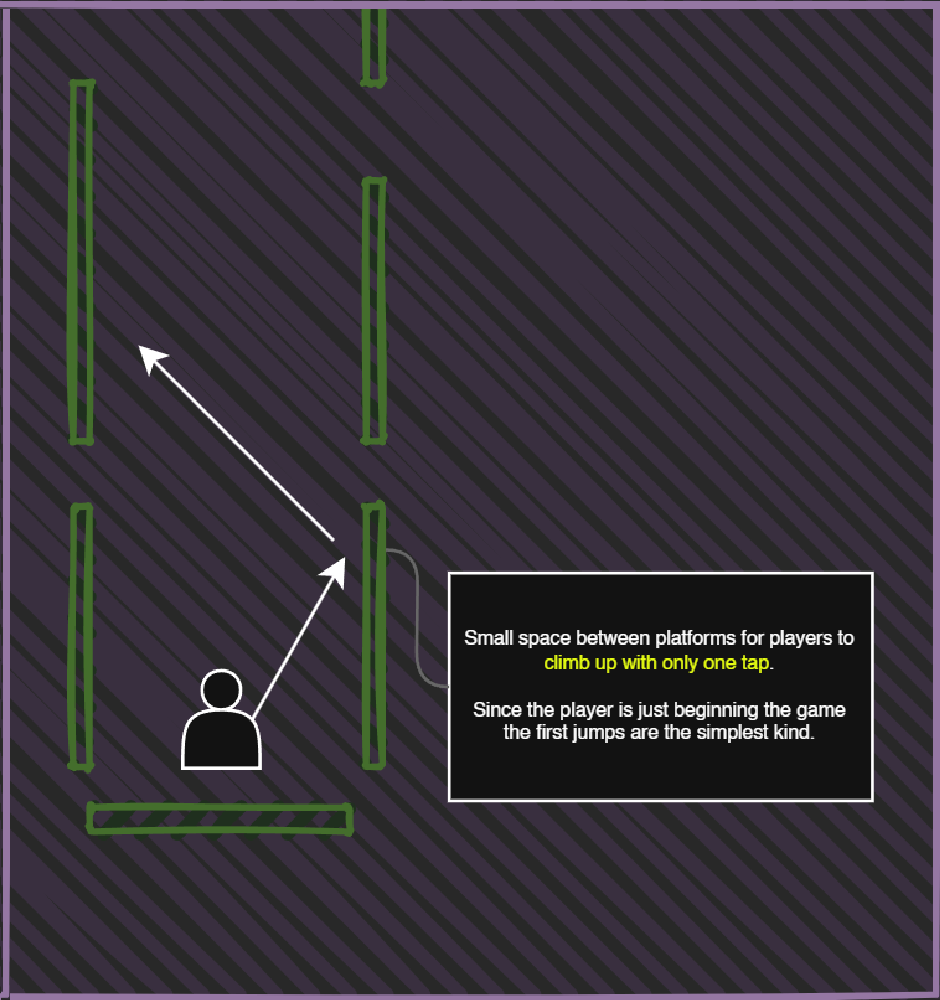 Small space between platforms for players to
climb up with only one tap.
Since the player is just beginning the game
the first jumps are the simplest kind.